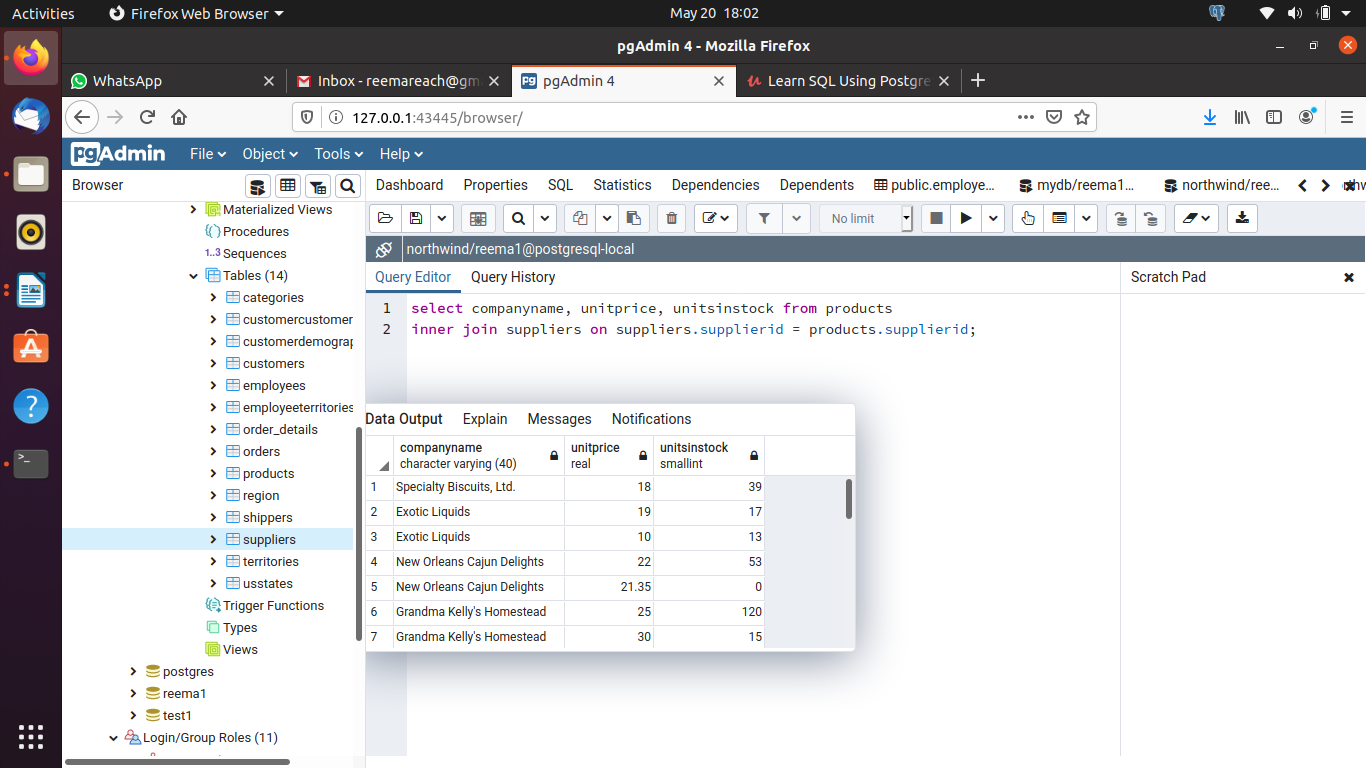 Activities Firefox Web Browser May 20 18:02
pgAdmin 4 - Mozilla Firefox
WhatsApp Inbox - reemareach@gm pgAdmin 4 Learn SQL Using Postgre
127.0.0.1:43445/browser/
pgAdmin File Object Tools Help
Browser Dashboard Properties SQL Statistics Dependencies Dependents public.employe... mydb/reema1... northwind/ree...
No limit
northwind/reema1@postgresql-local
Query Editor Query History Scratch Pad
1 select companyname, unitprice, unitsinstock from products
2 inner join suppliers on suppliers.supplierid = products.supplierid;
Materialized Views
Procedures
1..3 Sequences
Tables (14)
categories
customercustomer
customerdemograp
customers
employees
employeeterritories
order_details
orders
products
region
shippers
suppliers
territories
usstates
Trigger Functions
Types
Views
postgres
reema1
test1
Login/Group Roles (11)
Data Output Explain Messages Notifications
companyname unitprice unitsinstock
character varying (40) real smallint
1 Specialty Biscuits, Ltd. 18 39
2 Exotic Liquids 19 17
3 Exotic Liquids 10 13
4 New Orleans Cajun Delights 22 53
5 New Orleans Cajun Delights 21.35 0
6 Grandma Kelly's Homestead 25 120
7 Grandma Kelly's Homestead 30 15